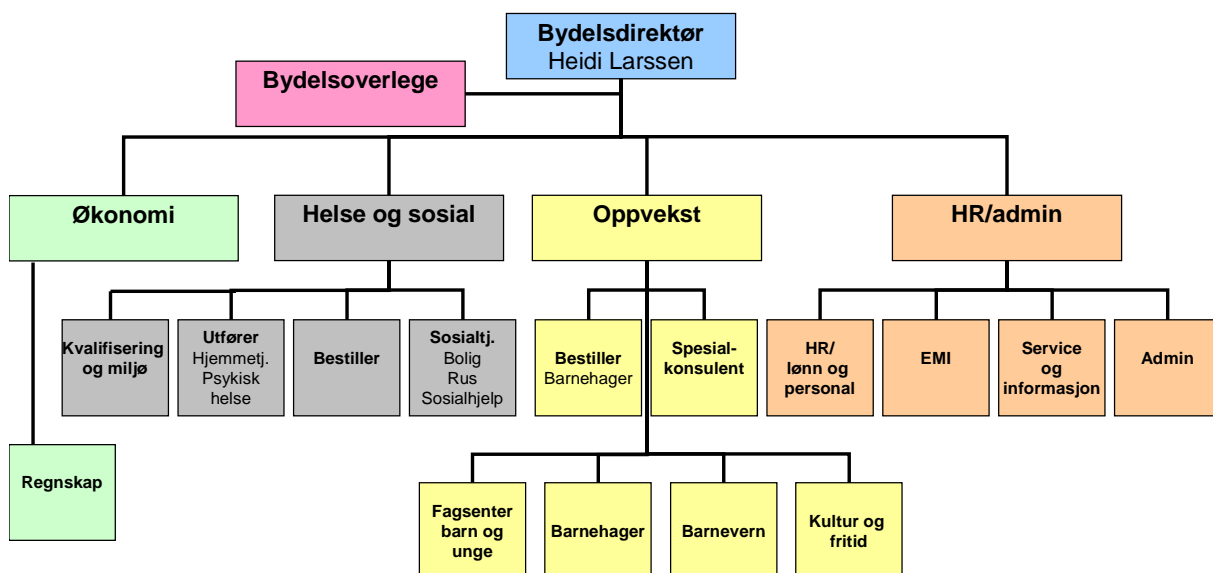 Bydelsdirektør
Heidi Larssen
Bydelsoverlege
Økonomi
Helse og sosial
Oppvekst
HR/admin
Kvalifisering
og miljø
Utfører
Hjemmetj.
Psykisk
helse
Bestiller
Sosialtj.
Bolig
Rus
Sosialhjelp
Bestiller
Barnehager
Spesial-
konsulent
HR/
lønn og
personal
EMI
Service
og
informasjon
Admin
Regnskap
Fagsenter
barn og
unge
Barnehager
Barnevern
Kultur og
fritid